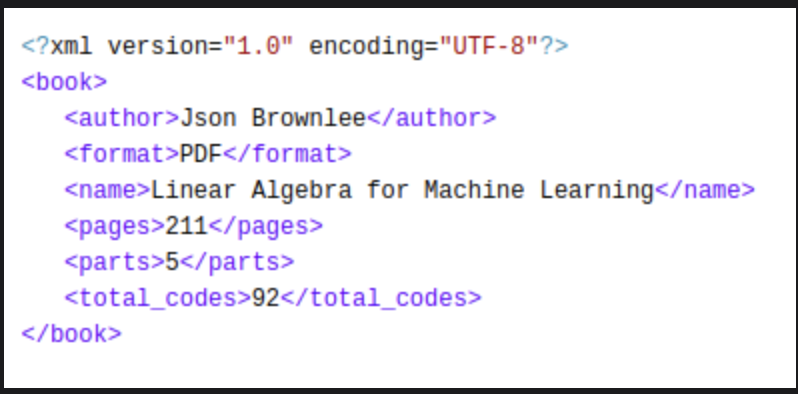 <?xml version="1.0" encoding="UTF-8"?>
<book>
   <author>Json Brownlee</author>
   <format>PDF</format>
   <name>Linear Algebra for Machine Learning</name>
   <pages>211</pages>
   <parts>5</parts>
   <total_codes>92</total_codes>
</book>